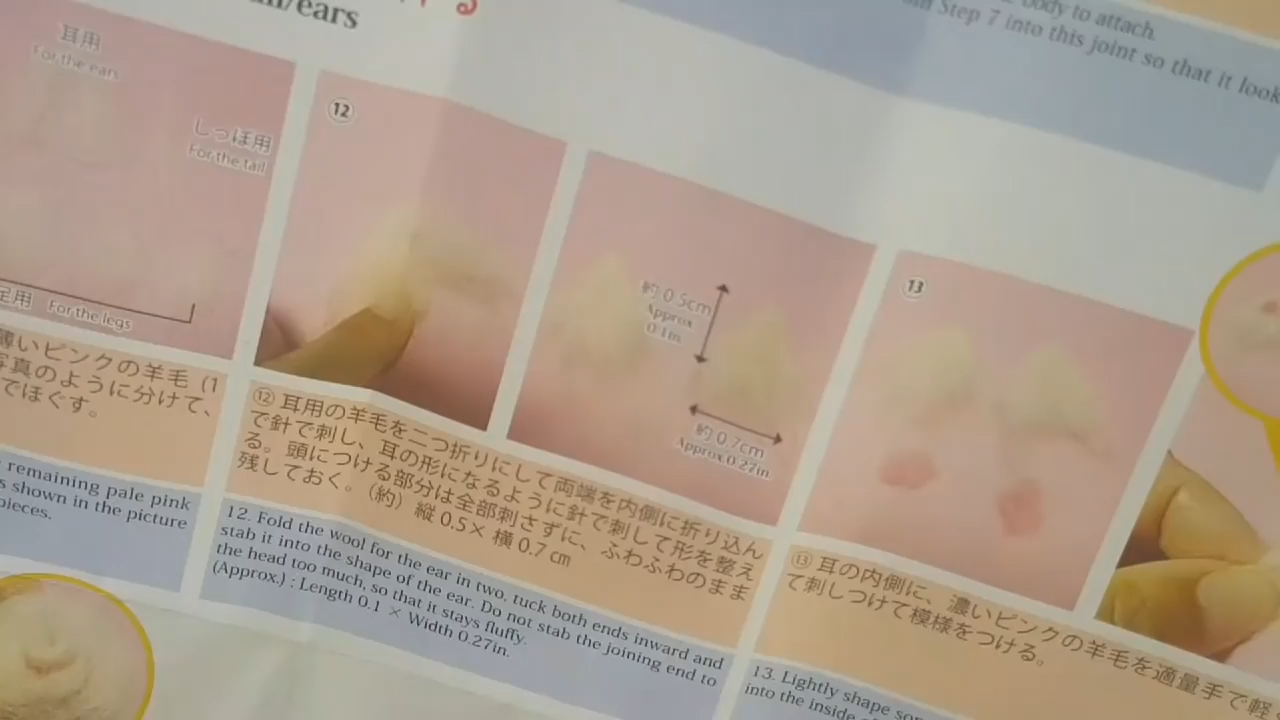 /ears
body to attach.
Step 7 into this joint so that it look
耳用
For the ears
しっぽ用
For the tail
足用 For the legs
⑫
約 0.5cm
Approx
0.1in.
約 0.7cm
Approx.0.27in.
⑬
薄いピンクの羊毛 (1
写真のように分けて、
でほぐす。
remaining pale pink
s shown in the picture
pieces.
⑫ 耳用の羊毛を二つ折りにして両端を内側に折り込ん
で針で刺し、耳の形になるように針で刺して形を整え
る。頭につける部分は全部刺さずに、ふわふわのまま
残しておく。（約）縦 0.5× 横 0.7 ㎝
12. Fold the wool for the ear in two, tuck both ends inward and
stab it into the shape of the ear. Do not stab the joining end to
the head too much, so that it stays fluffy.
(Approx.) : Length 0.1 × Width 0.27in.
⑬ 耳の内側に、濃いピンクの羊毛を適量手で軽
て刺しつけて模様をつける。
13. Lightly shape
into the inside